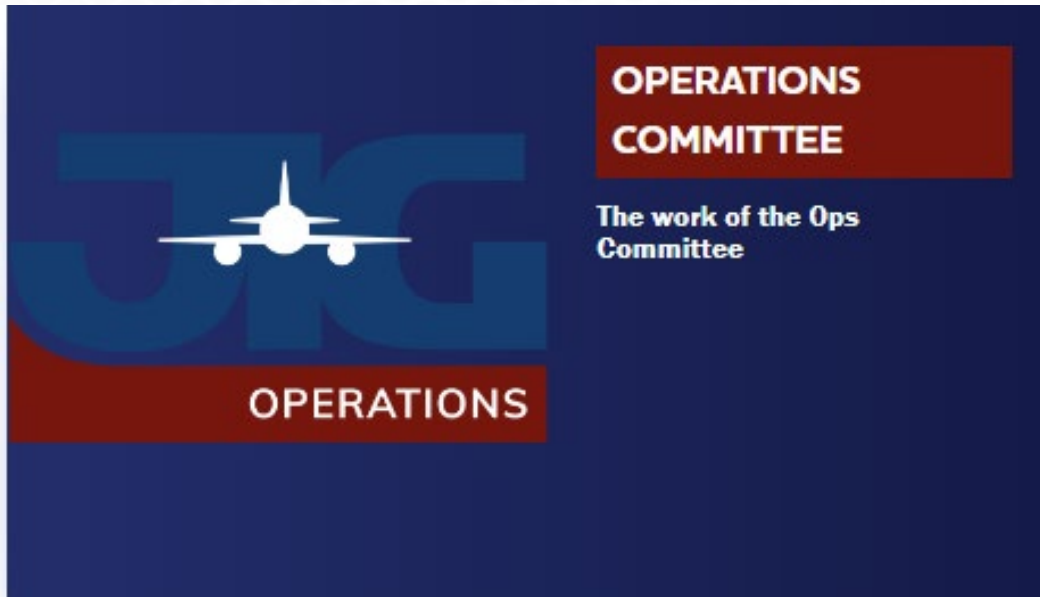 JIG
OPERATIONS
OPERATIONS
COMMITTEE
The work of the Ops
Committee